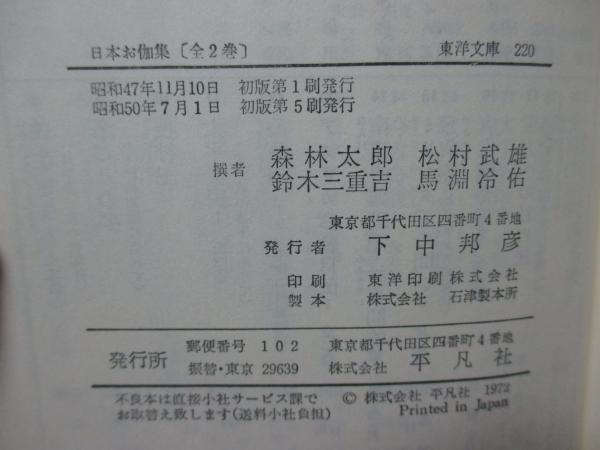 日本お伽集〔全2巻〕 東洋文庫 220
昭和47年11月10日 初版第1刷発行
昭和50年7月1日 初版第5刷発行
撰者 森林太郎 松村武雄
鈴木三重吉 馬淵冷佑
東京都千代田区四番町4番地
発行者 下中邦彦
印刷 東洋印刷株式会社
製本 株式会社 石津製本所
発行所 郵便番号 102 東京都千代田区四番町4番地
振替・東京 29639 株式会社 平凡社
不良本は直接小社サービス課で
お取替え致します(送料小社負担)
© 株式会社 平凡社 1972
Printed in Japan